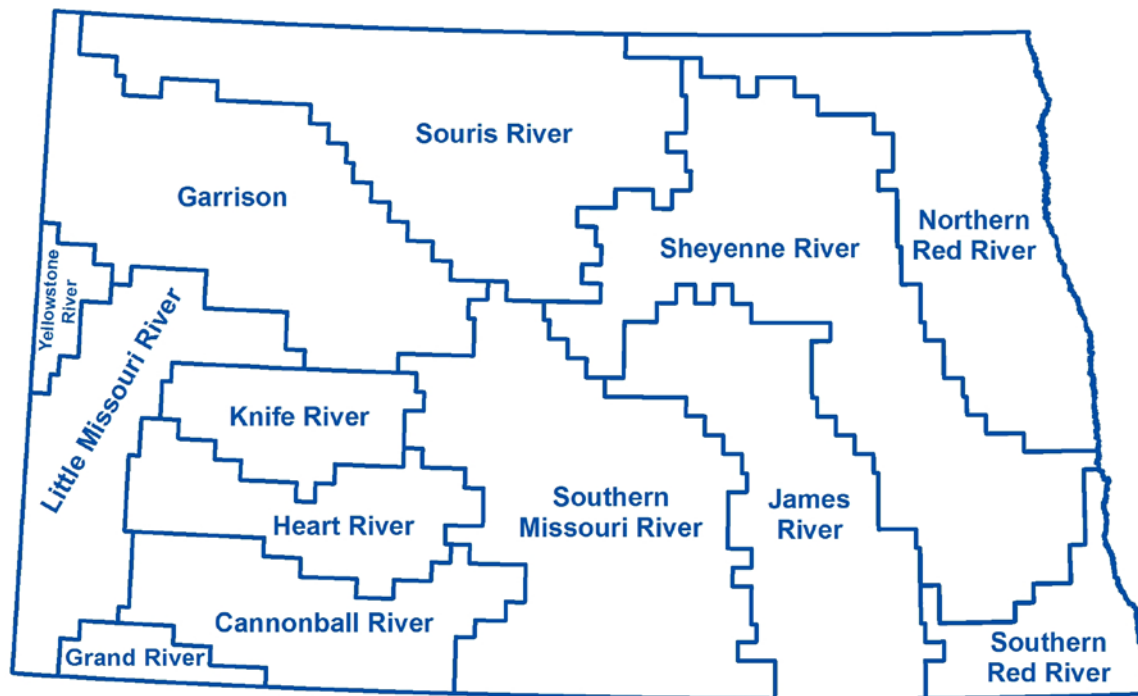 Souris River
Garrison
Northern
Red River
Sheyenne River
Yellowstone
River
Little Missouri River
Knife River
Southern
Missouri River
James
River
Heart River
Cannonball River
Grand River
Southern
Red River